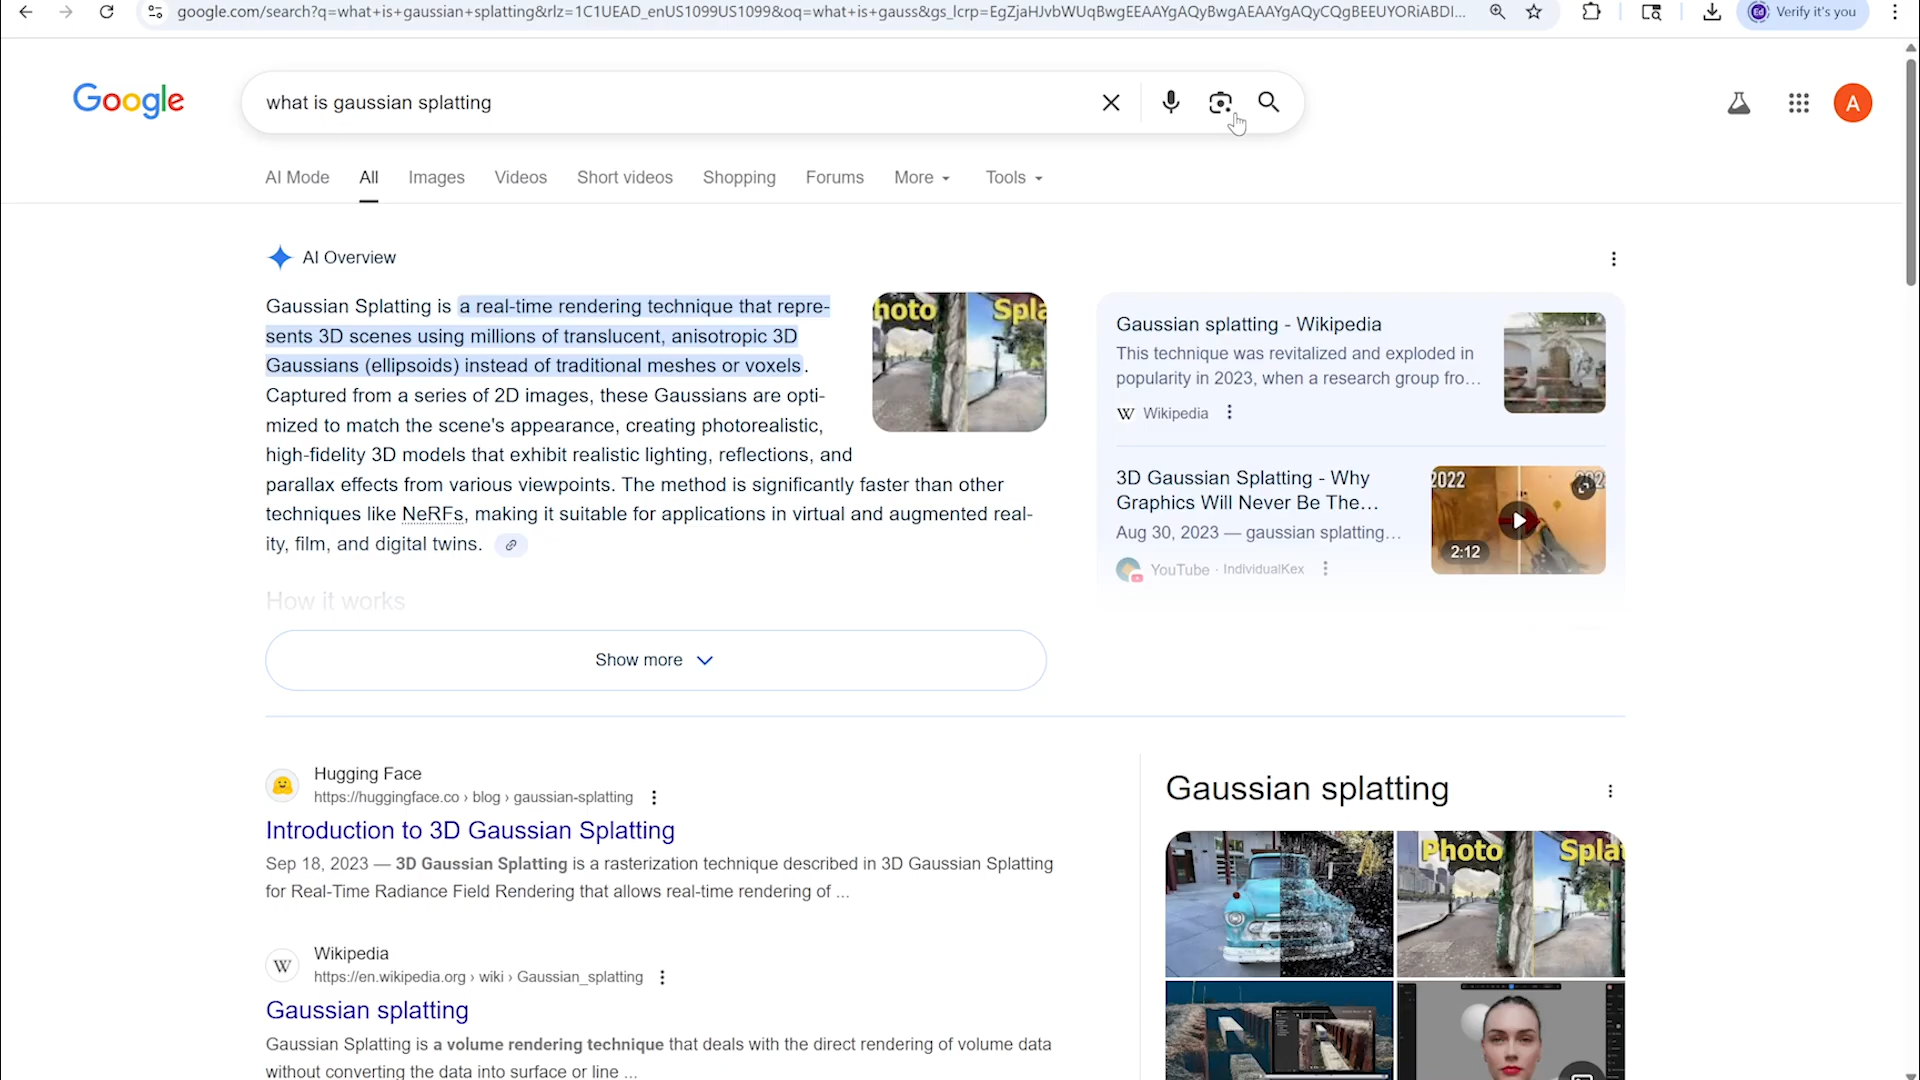 google.com/search?q=what+is+gaussian+splatting&rlz=1C1UEAD_enUS1099US1099&oq=what+is+gauss&gs_lcrp=EgZjaHJvbWUqBwgEEAAYgAQyBwgAEAAYgAQyCQgBEEUYORiABDI...
Ed Verify it's you
Google
what is gaussian splatting
A
AI Mode All Images Videos Short videos Shopping Forums More Tools
AI Overview
Gaussian Splatting is a real-time rendering technique that repre-
sents 3D scenes using millions of translucent, anisotropic 3D
Gaussians (ellipsoids) instead of traditional meshes or voxels.
Captured from a series of 2D images, these Gaussians are opti-
mized to match the scene's appearance, creating photorealistic,
high-fidelity 3D models that exhibit realistic lighting, reflections, and
parallax effects from various viewpoints. The method is significantly faster than other
techniques like NeRFs, making it suitable for applications in virtual and augmented real-
ity, film, and digital twins.
How it works
Show more
hoto Spla
Gaussian splatting - Wikipedia
This technique was revitalized and exploded in
popularity in 2023, when a research group fro...
W Wikipedia
3D Gaussian Splatting - Why
Graphics Will Never Be The...
Aug 30, 2023 — gaussian splatting...
YouTube · IndividualKex
2022 202
2:12
Hugging Face
https://huggingface.co › blog › gaussian-splatting
Introduction to 3D Gaussian Splatting
Sep 18, 2023 — 3D Gaussian Splatting is a rasterization technique described in 3D Gaussian Splatting
for Real-Time Radiance Field Rendering that allows real-time rendering of ...
W
Wikipedia
https://en.wikipedia.org › wiki › Gaussian_splatting
Gaussian splatting
Gaussian Splatting is a volume rendering technique that deals with the direct rendering of volume data
without converting the data into surface or line ...
Gaussian splatting
Photo Spla